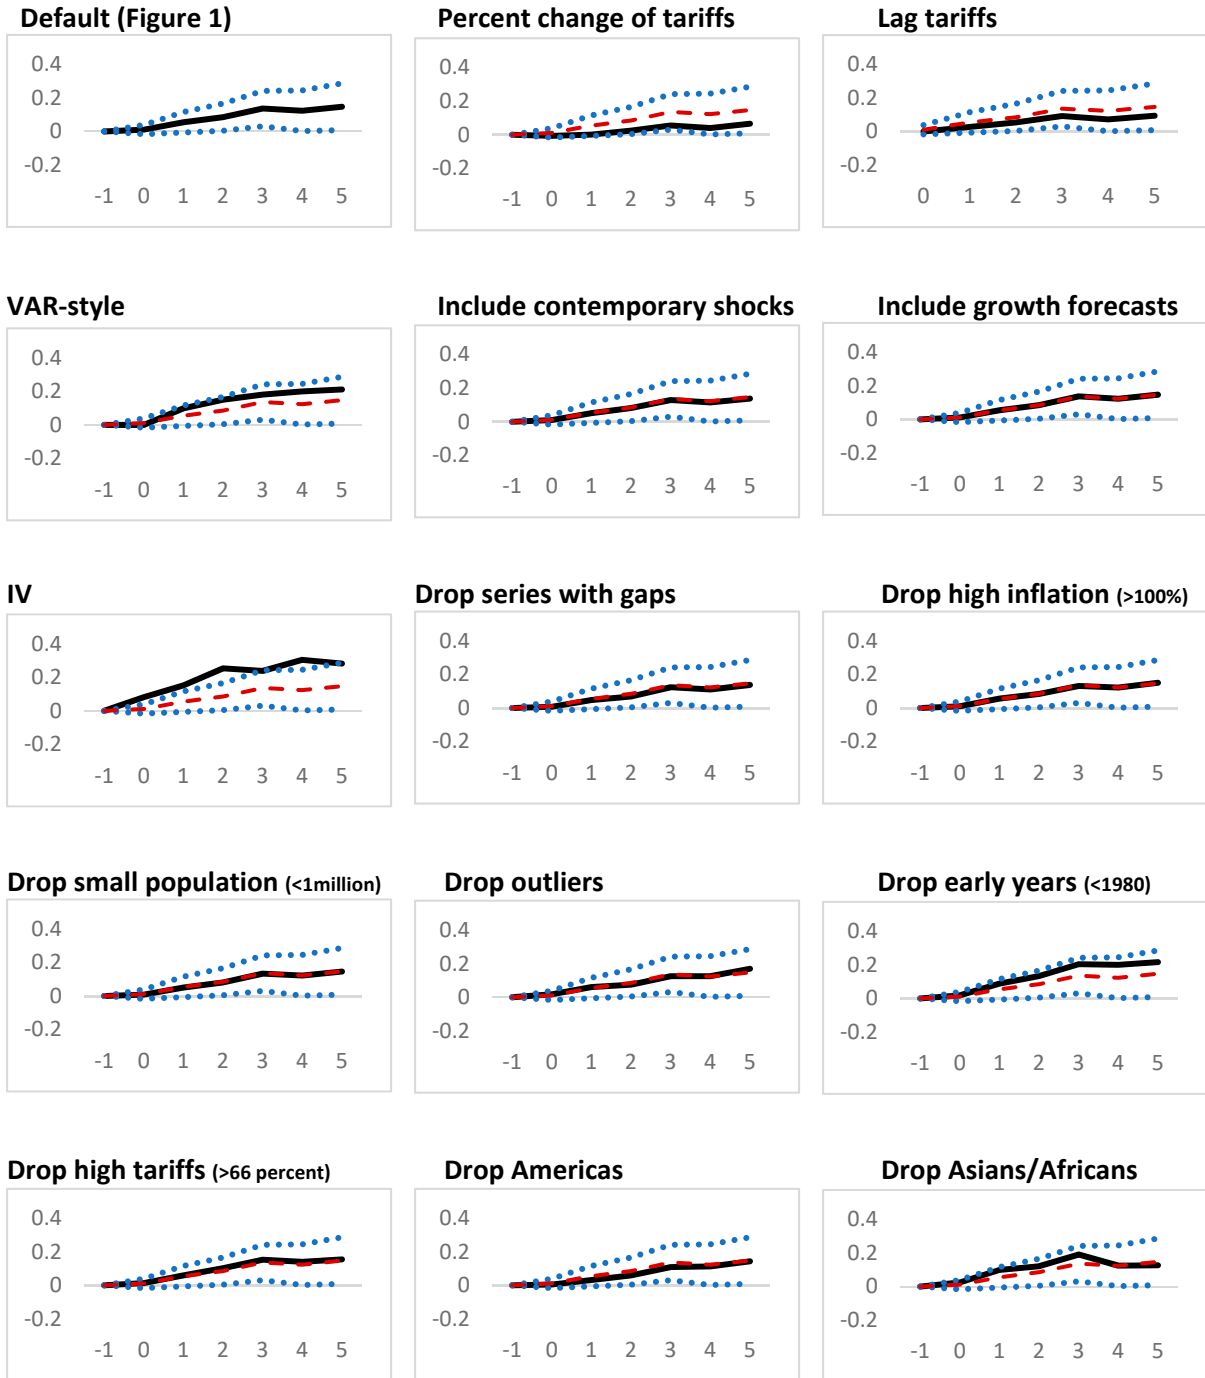 Default (Figure 1)
0.4
0.2
0
-0.2
-1 0 1 2 3 4 5
Percent change of tariffs
0.4
0.2
0
-0.2
-1 0 1 2 3 4 5
Lag tariffs
0.4
0.2
0
-0.2
0 1 2 3 4 5
VAR-style
0.4
0.2
0
-0.2
-1 0 1 2 3 4 5
Include contemporary shocks
0.4
0.2
0
-0.2
-1 0 1 2 3 4 5
Include growth forecasts
0.4
0.2
0
-0.2
-1 0 1 2 3 4 5
IV
0.4
0.2
0
-0.2
-1 0 1 2 3 4 5
Drop series with gaps
0.4
0.2
0
-0.2
-1 0 1 2 3 4 5
Drop high inflation (>100%)
0.4
0.2
0
-0.2
-1 0 1 2 3 4 5
Drop small population (<1million)
0.4
0.2
0
-0.2
-1 0 1 2 3 4 5
Drop outliers
0.4
0.2
0
-0.2
-1 0 1 2 3 4 5
Drop early years (<1980)
0.4
0.2
0
-0.2
-1 0 1 2 3 4 5
Drop high tariffs (>66 percent)
0.4
0.2
0
-0.2
-1 0 1 2 3 4 5
Drop Americas
0.4
0.2
0
-0.2
-1 0 1 2 3 4 5
Drop Asians/Africans
0.4
0.2
0
-0.2
-1 0 1 2 3 4 5